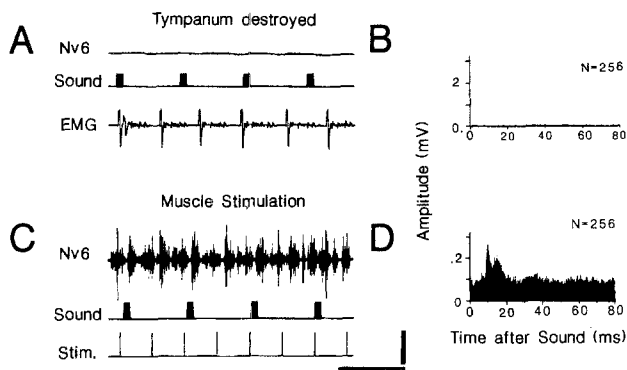 Tympanum destroyed
A
Nv6
Sound
EMG
B
N=256
2
0.
0 20 40 60 80
Amplitude (mV)
Muscle Stimulation
C
Nv6
Sound
Stim.
D
N=256
.2
0
0 20 40 60 80
Time after Sound (ms)